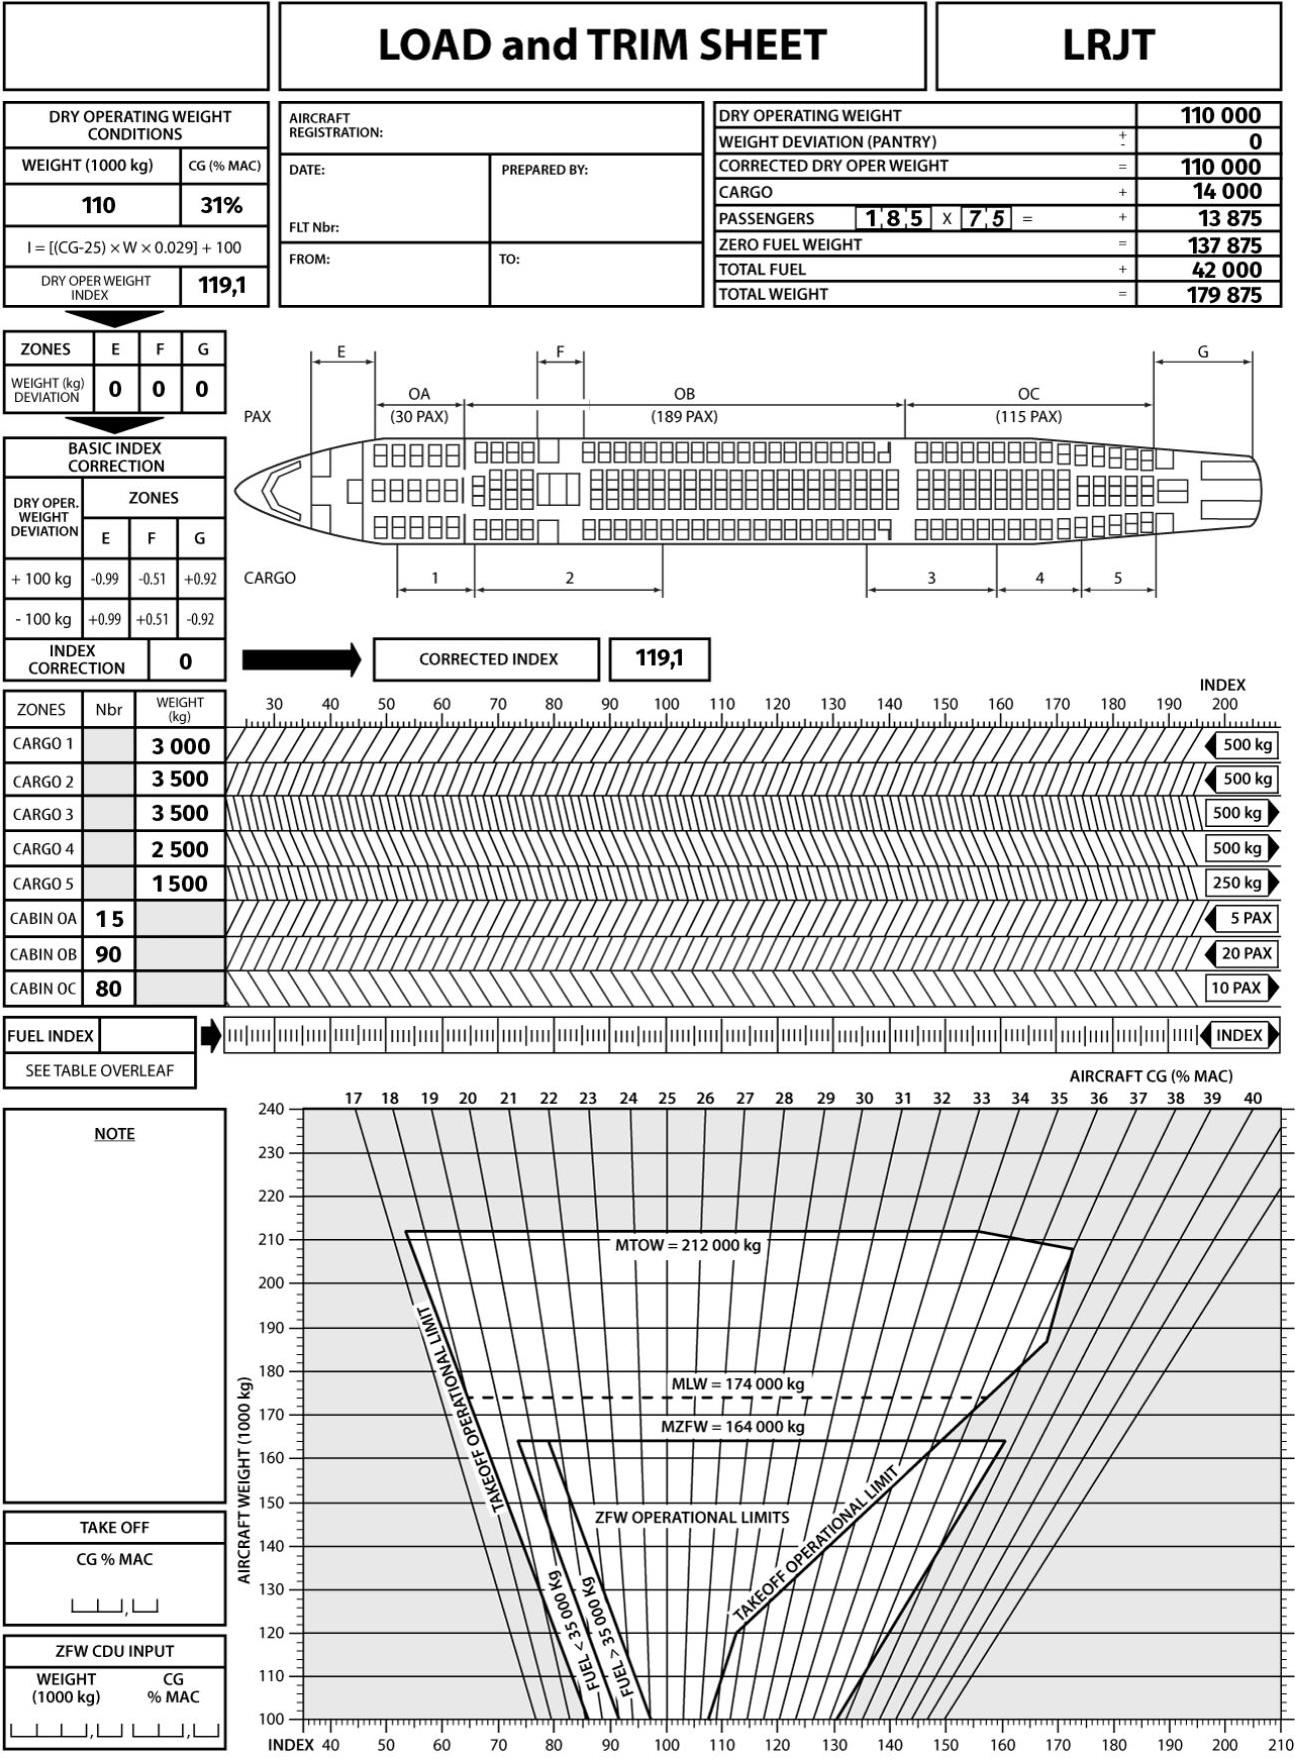 LOAD and TRIM SHEET
LRJT
DRY OPERATING WEIGHT
CONDITIONS
WEIGHT (1000 kg)
CG (% MAC)
110
31%
I = [(CG-25) × W × 0.029] + 100
DRY OPER WEIGHT
INDEX
119,1
AIRCRAFT
REGISTRATION:
DATE:
PREPARED BY:
FLT Nbr:
FROM:
TO:
DRY OPERATING WEIGHT 110 000
WEIGHT DEVIATION (PANTRY) + - 0
CORRECTED DRY OPER WEIGHT = 110 000
CARGO + 14 000
PASSENGERS 1 8 5 X 7 5 = + 13 875
ZERO FUEL WEIGHT = 137 875
TOTAL FUEL + 42 000
TOTAL WEIGHT = 179 875
ZONES E F G
WEIGHT (kg)
DEVIATION
0 0 0
BASIC INDEX
CORRECTION
DRY OPER.
WEIGHT
DEVIATION
ZONES
E F G
+ 100 kg -0.99 -0.51 +0.92
- 100 kg +0.99 +0.51 -0.92
INDEX
CORRECTION
0
E F G
OA OB OC
PAX (30 PAX) (189 PAX) (115 PAX)
CARGO 1 2 3 4 5
CORRECTED INDEX 119,1
INDEX
ZONES Nbr WEIGHT
(kg)
30 40 50 60 70 80 90 100 110 120 130 140 150 160 170 180 190 200
CARGO 1 3 000 500 kg
CARGO 2 3 500 500 kg
CARGO 3 3 500 500 kg
CARGO 4 2 500 500 kg
CARGO 5 1 500 250 kg
CABIN OA 15 5 PAX
CABIN OB 90 20 PAX
CABIN OC 80 10 PAX
FUEL INDEX INDEX
SEE TABLE OVERLEAF
NOTE
TAKE OFF
CG % MAC
,
ZFW CDU INPUT
WEIGHT
(1000 kg)
CG
% MAC
, ,
AIRCRAFT CG (% MAC)
17 18 19 20 21 22 23 24 25 26 27 28 29 30 31 32 33 34 35 36 37 38 39 40
AIRCRAFT WEIGHT (1000 kg)
240
230
220
210
200
190
180
170
160
150
140
130
120
110
100
MTOW = 212 000 kg
MLW = 174 000 kg
MZFW = 164 000 kg
ZFW OPERATIONAL LIMITS
TAKEOFF OPERATIONAL LIMIT
TAKEOFF OPERATIONAL LIMIT
FUEL < 35 000 kg
FUEL > 35 000 kg
INDEX 40 50 60 70 80 90 100 110 120 130 140 150 160 170 180 190 200 210